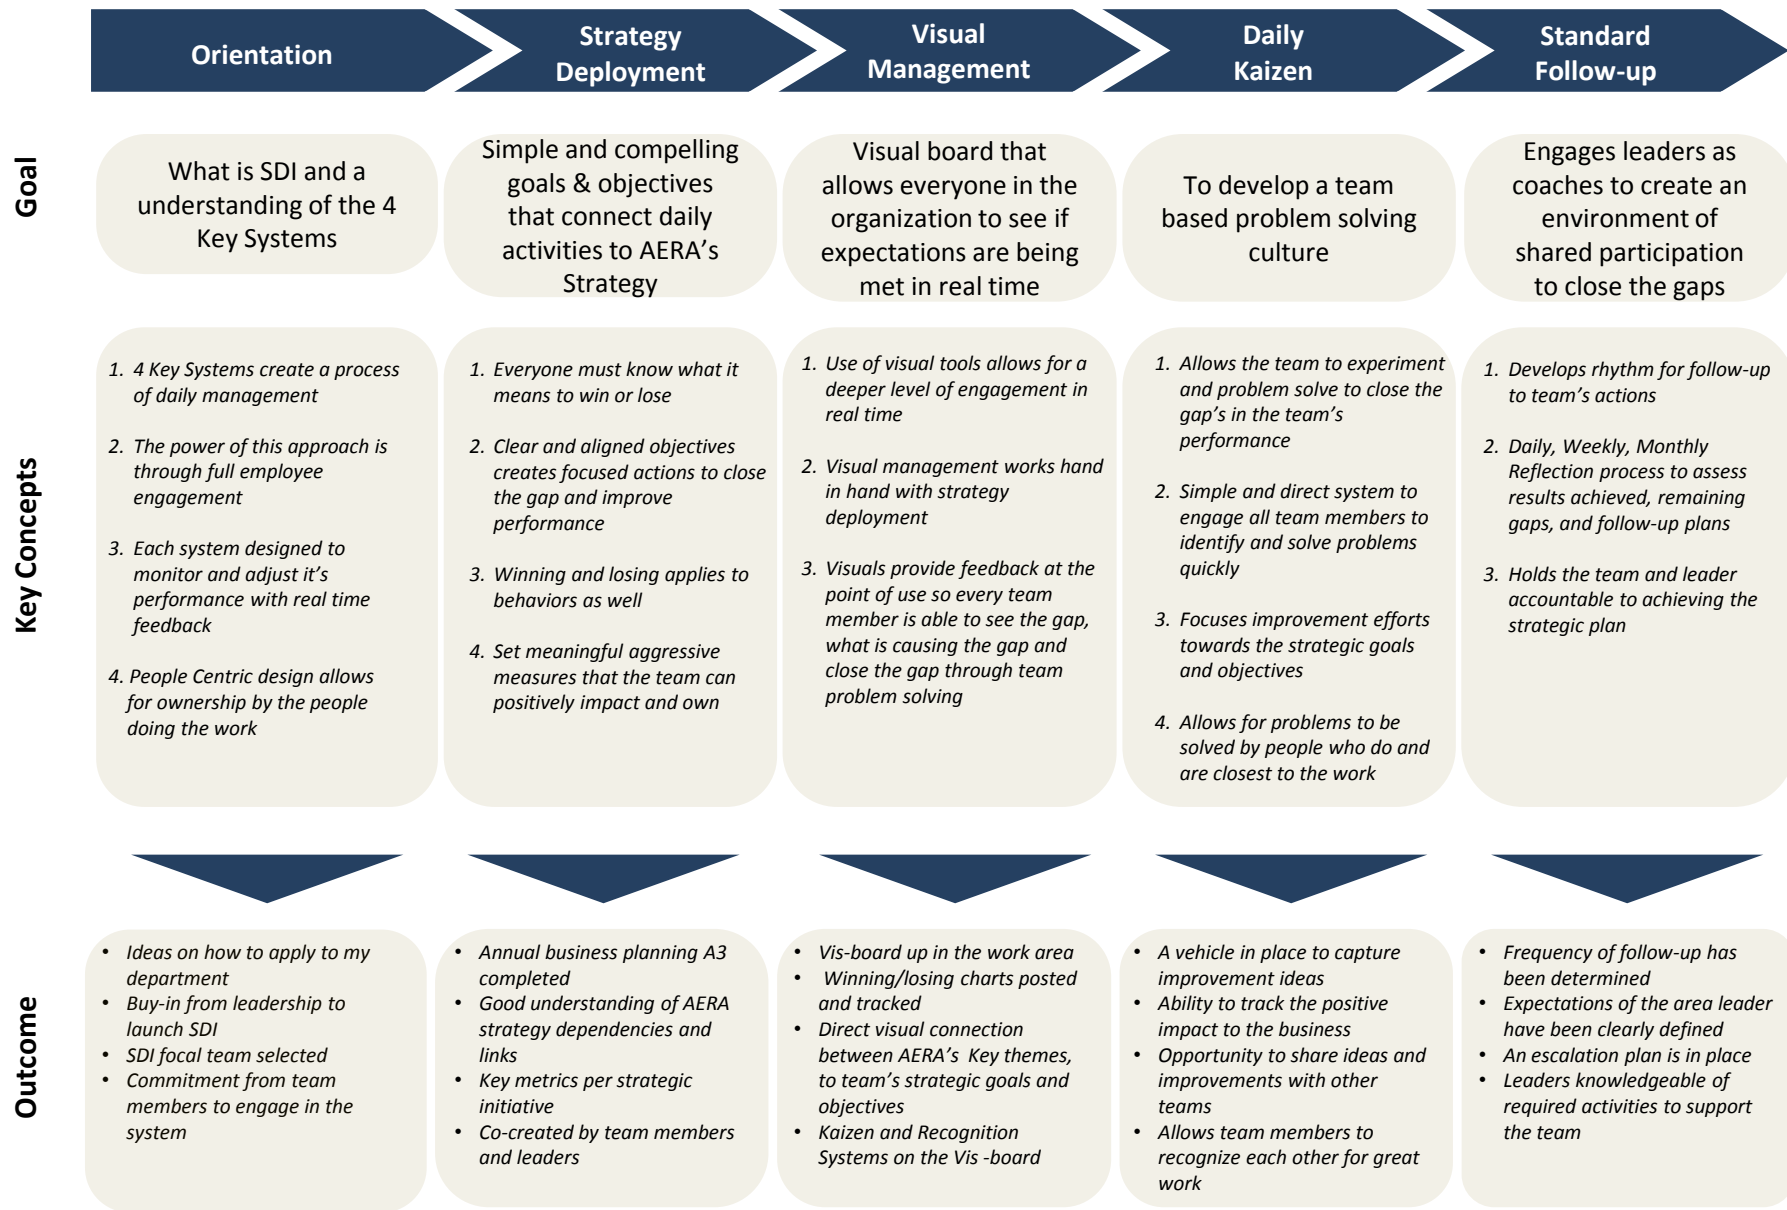 Orientation
Strategy
Deployment
Visual
Management
Daily
Kaizen
Standard
Follow-up
Goal
What is SDI and a
understanding of the 4
Key Systems
Simple and compelling
goals & objectives
that connect daily
activities to AERA’s
Strategy
Visual board that
allows everyone in the
organization to see if
expectations are being
met in real time
To develop a team
based problem solving
culture
Engages leaders as
coaches to create an
environment of
shared participation
to close the gaps
Key Concepts
1. 4 Key Systems create a process
of daily management
2. The power of this approach is
through full employee
engagement
3. Each system designed to
monitor and adjust it’s
performance with real time
feedback
4. People Centric design allows
for ownership by the people
doing the work
1. Everyone must know what it
means to win or lose
2. Clear and aligned objectives
creates focused actions to close
the gap and improve
performance
3. Winning and losing applies to
behaviors as well
4. Set meaningful aggressive
measures that the team can
positively impact and own
1. Use of visual tools allows for a
deeper level of engagement in
real time
2. Visual management works hand
in hand with strategy
deployment
3. Visuals provide feedback at the
point of use so every team
member is able to see the gap,
what is causing the gap and
close the gap through team
problem solving
1. Allows the team to experiment
and problem solve to close the
gap’s in the team’s
performance
2. Simple and direct system to
engage all team members to
identify and solve problems
quickly
3. Focuses improvement efforts
towards the strategic goals
and objectives
4. Allows for problems to be
solved by people who do and
are closest to the work
1. Develops rhythm for follow-up
to team’s actions
2. Daily, Weekly, Monthly
Reflection process to assess
results achieved, remaining
gaps, and follow-up plans
3. Holds the team and leader
accountable to achieving the
strategic plan
Outcome
• Ideas on how to apply to my
department
• Buy-in from leadership to
launch SDI
• SDI focal team selected
• Commitment from team
members to engage in the
system
• Annual business planning A3
completed
• Good understanding of AERA
strategy dependencies and
links
• Key metrics per strategic
initiative
• Co-created by team members
and leaders
• Vis-board up in the work area
• Winning/losing charts posted
and tracked
• Direct visual connection
between AERA’s Key themes,
to team’s strategic goals and
objectives
• Kaizen and Recognition
Systems on the Vis -board
• A vehicle in place to capture
improvement ideas
• Ability to track the positive
impact to the business
• Opportunity to share ideas and
improvements with other
teams
• Allows team members to
recognize each other for great
work
• Frequency of follow-up has
been determined
• Expectations of the area leader
have been clearly defined
• An escalation plan is in place
• Leaders knowledgeable of
required activities to support
the team